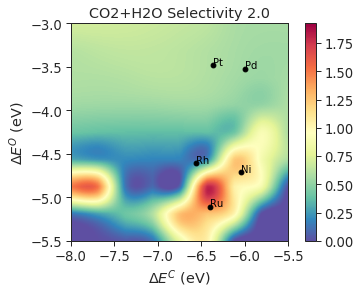 CO2+H2O Selectivity 2.0
−3.0
−3.5
−4.0
−4.5
−5.0
−5.5
ΔE^O (eV)
Pt
Pd
Rh
Ni
Ru
−8.0 −7.5 −7.0 −6.5 −6.0 −5.5
ΔE^C (eV)
1.75
1.50
1.25
1.00
0.75
0.50
0.25
0.00